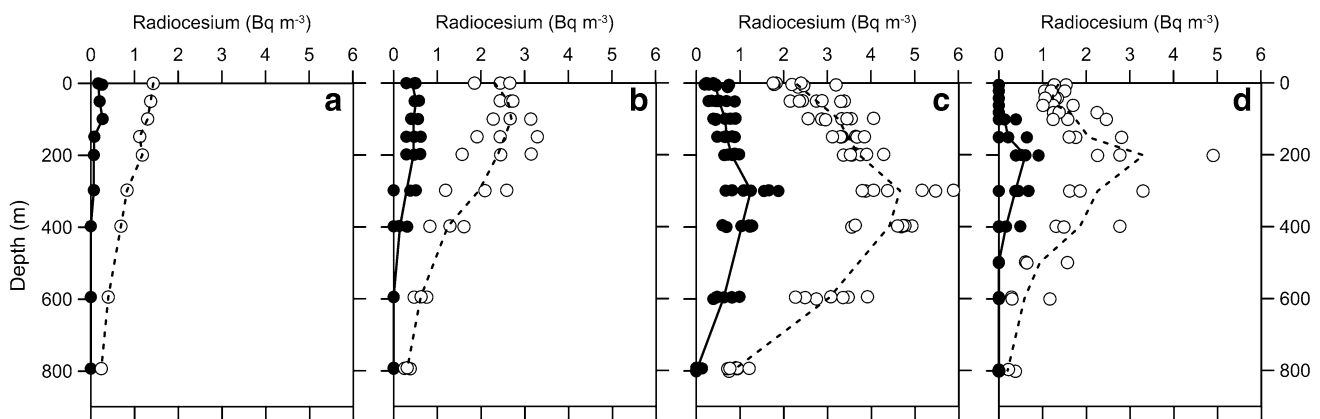 Radiocesium (Bq m-3) Radiocesium (Bq m-3) Radiocesium (Bq m-3) Radiocesium (Bq m-3)
0 1 2 3 4 5 6 0 1 2 3 4 5 6 0 1 2 3 4 5 6 0 1 2 3 4 5 6
0 a b c d 0
200 200
400 400
600 600
800 800
Depth (m)